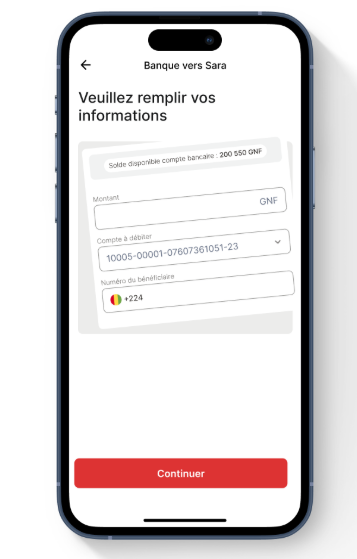 Banque vers Sara
Veuillez remplir vos
informations
Solde disponible compte bancaire : 200 550 GNF
Montant
GNF
Compte à débiter
10005-00001-07607361051-23
Numéro du bénéficiaire
+224
Continuer